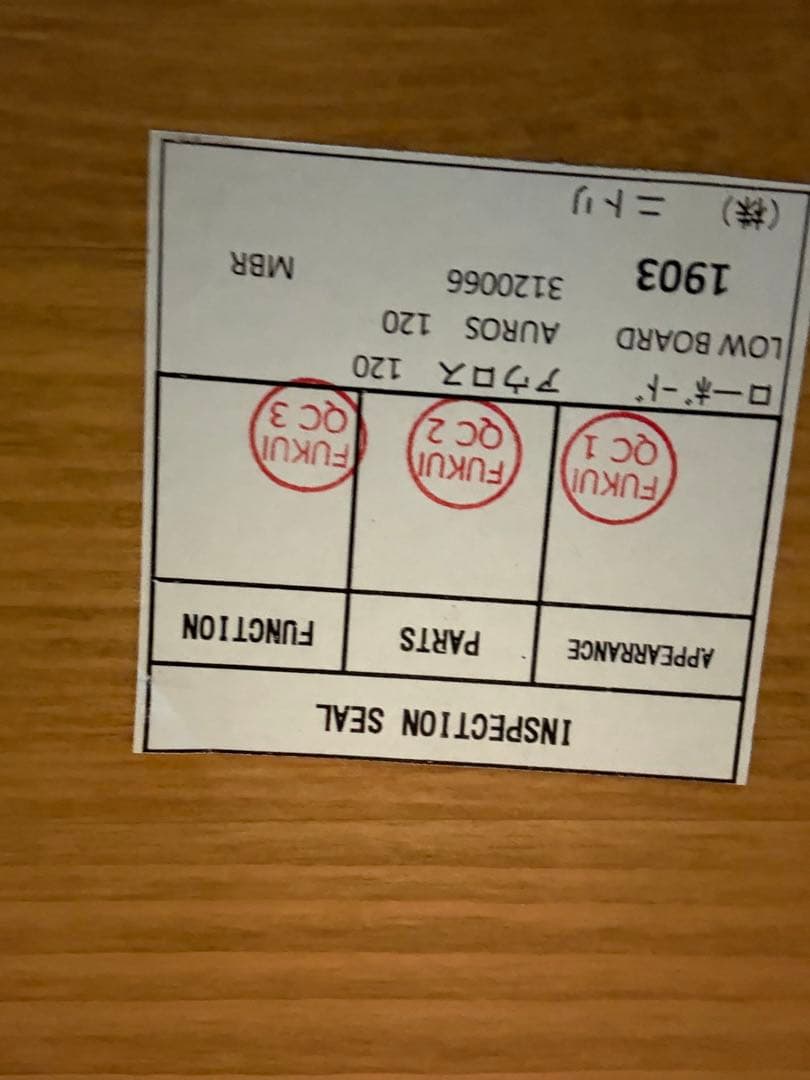 INSPECTION SEAL
APPEARRANCE PARTS FUNCTION
FUKUI QC 1
FUKUI QC 2
FUKUI QC 3
ローボード アウロス 120
LOW BOARD AUROS 120
1903 3120066 MBR
(株) ニトリ